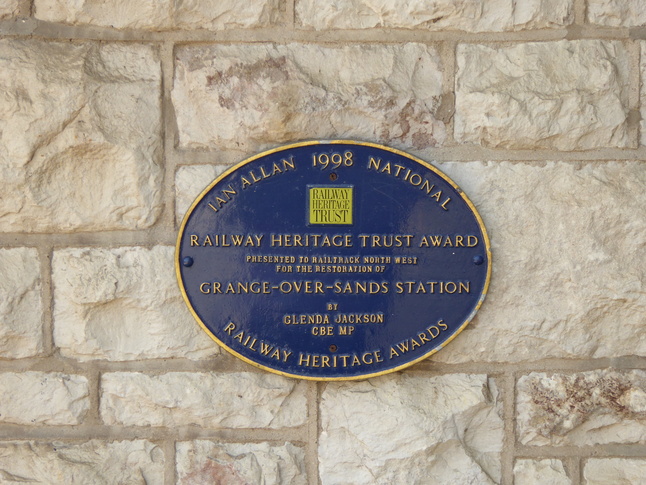 IAN ALLAN 1998 NATIONAL
RAILWAY
HERITAGE
TRUST
RAILWAY HERITAGE TRUST AWARD
PRESENTED TO RAILTRACK NORTH WEST
FOR THE RESTORATION OF
GRANGE-OVER-SANDS STATION
BY
GLENDA JACKSON
CBE MP
RAILWAY HERITAGE AWARDS